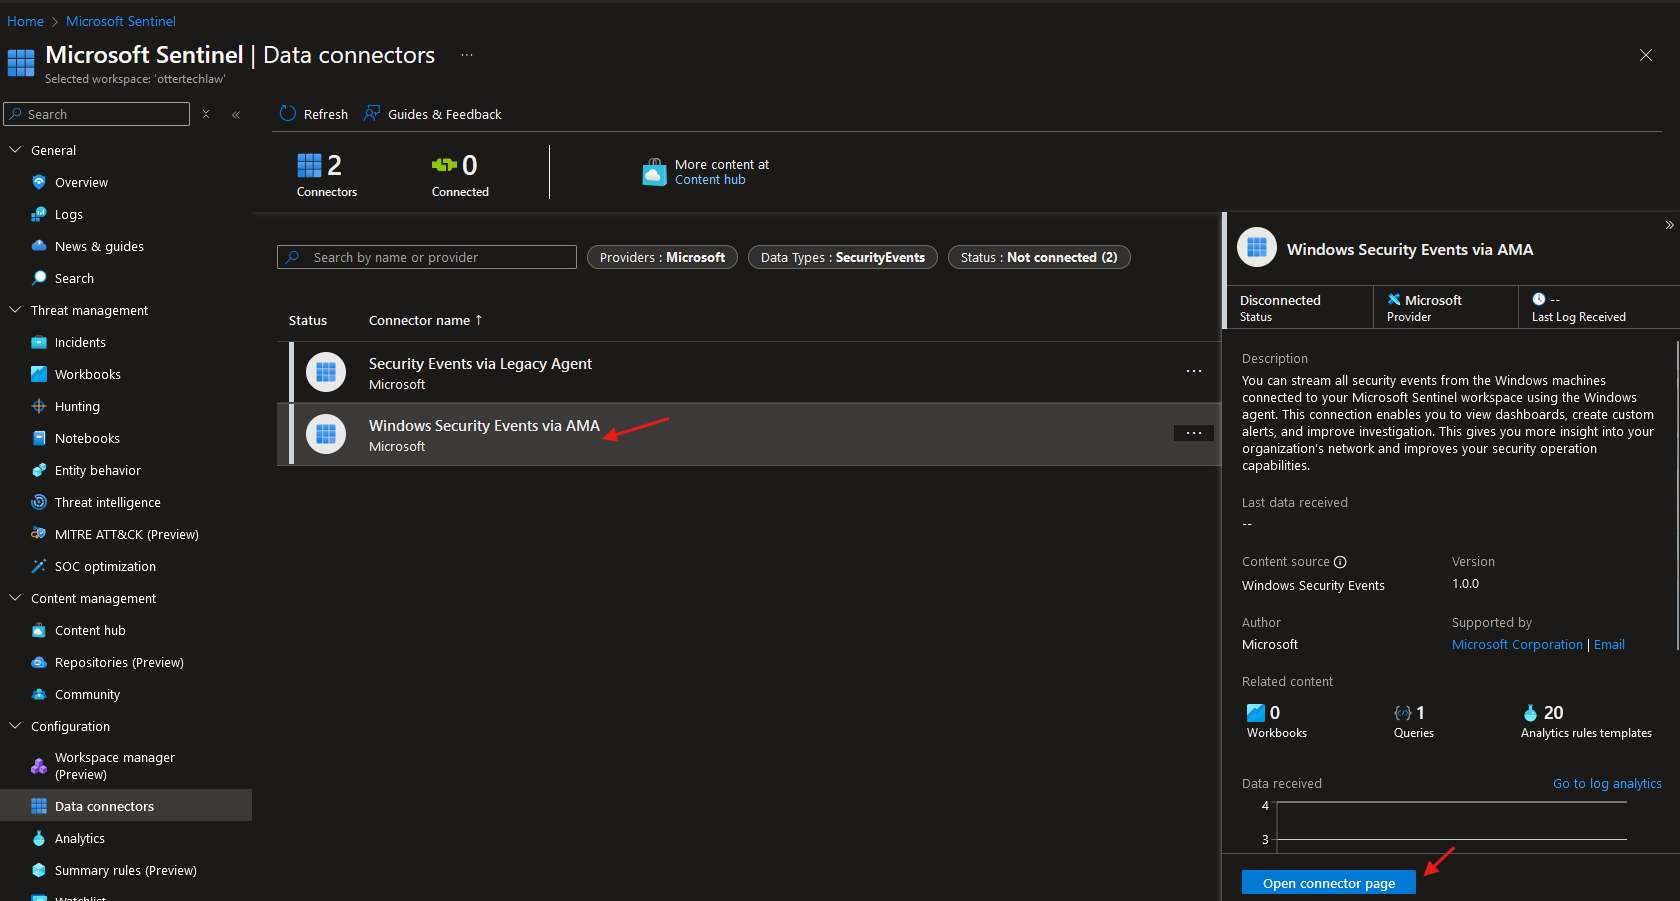 Home > Microsoft Sentinel
Microsoft Sentinel | Data connectors ...
Selected workspace: 'ottertechlaw'
Search
General
Overview
Logs
News & guides
Search
Threat management
Incidents
Workbooks
Hunting
Notebooks
Entity behavior
Threat intelligence
MITRE ATT&CK (Preview)
SOC optimization
Content management
Content hub
Repositories (Preview)
Community
Configuration
Workspace manager
(Preview)
Data connectors
Analytics
Summary rules (Preview)
Watchlist
Refresh
Guides & Feedback
2
Connectors
0
Connected
More content at
Content hub
Search by name or provider
Providers : Microsoft
Data Types : SecurityEvents
Status : Not connected (2)
Status
Connector name ↑
Security Events via Legacy Agent
Microsoft
Windows Security Events via AMA
Microsoft
Windows Security Events via AMA
Disconnected
Status
Microsoft
Provider
--
Last Log Received
Description
You can stream all security events from the Windows machines
connected to your Microsoft Sentinel workspace using the Windows
agent. This connection enables you to view dashboards, create custom
alerts, and improve investigation. This gives you more insight into your
organization's network and improves your security operation
capabilities.
Last data received
--
Content source
Windows Security Events
Version
1.0.0
Author
Microsoft
Supported by
Microsoft Corporation | Email
Related content
0
Workbooks
1
Queries
20
Analytics rules templates
Data received
Go to log analytics
4
3
Open connector page